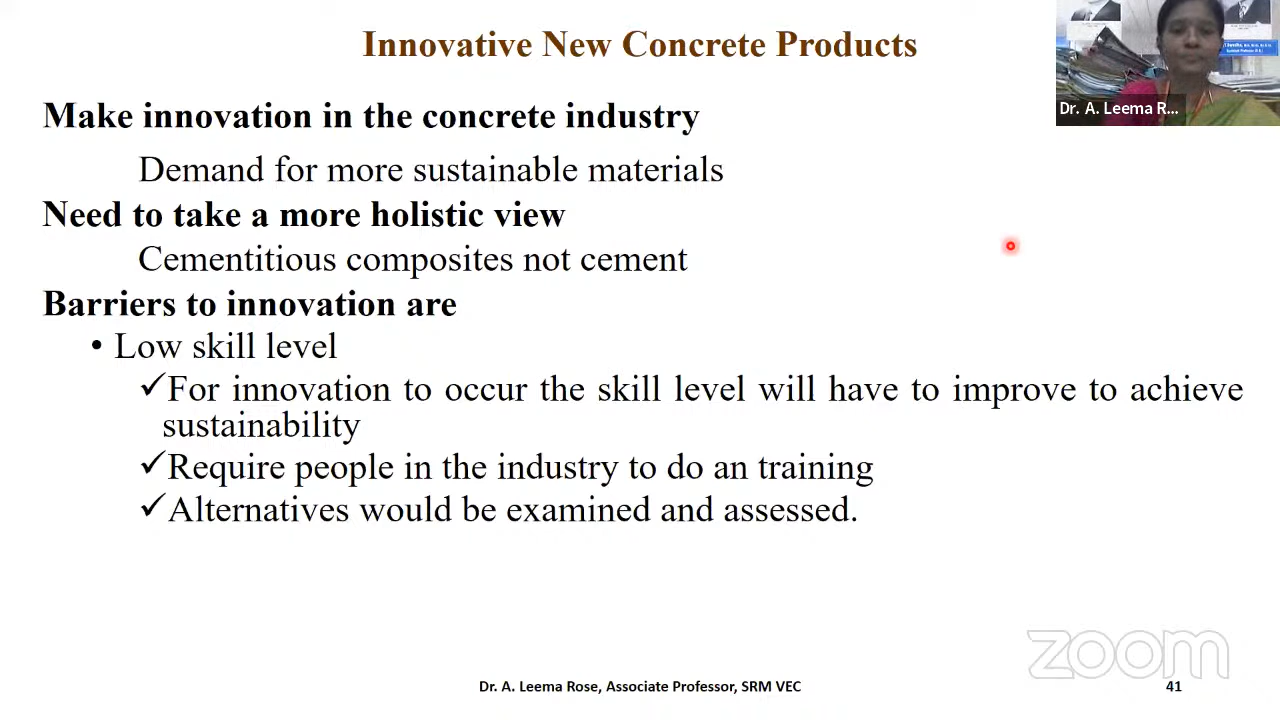 Innovative New Concrete Products
Make innovation in the concrete industry
Demand for more sustainable materials
Need to take a more holistic view
Cementitious composites not cement
Barriers to innovation are
• Low skill level
✓For innovation to occur the skill level will have to improve to achieve
sustainability
✓Require people in the industry to do an training
✓Alternatives would be examined and assessed.
Dr. A. Leema R...
zoom
Dr. A. Leema Rose, Associate Professor, SRM VEC
41